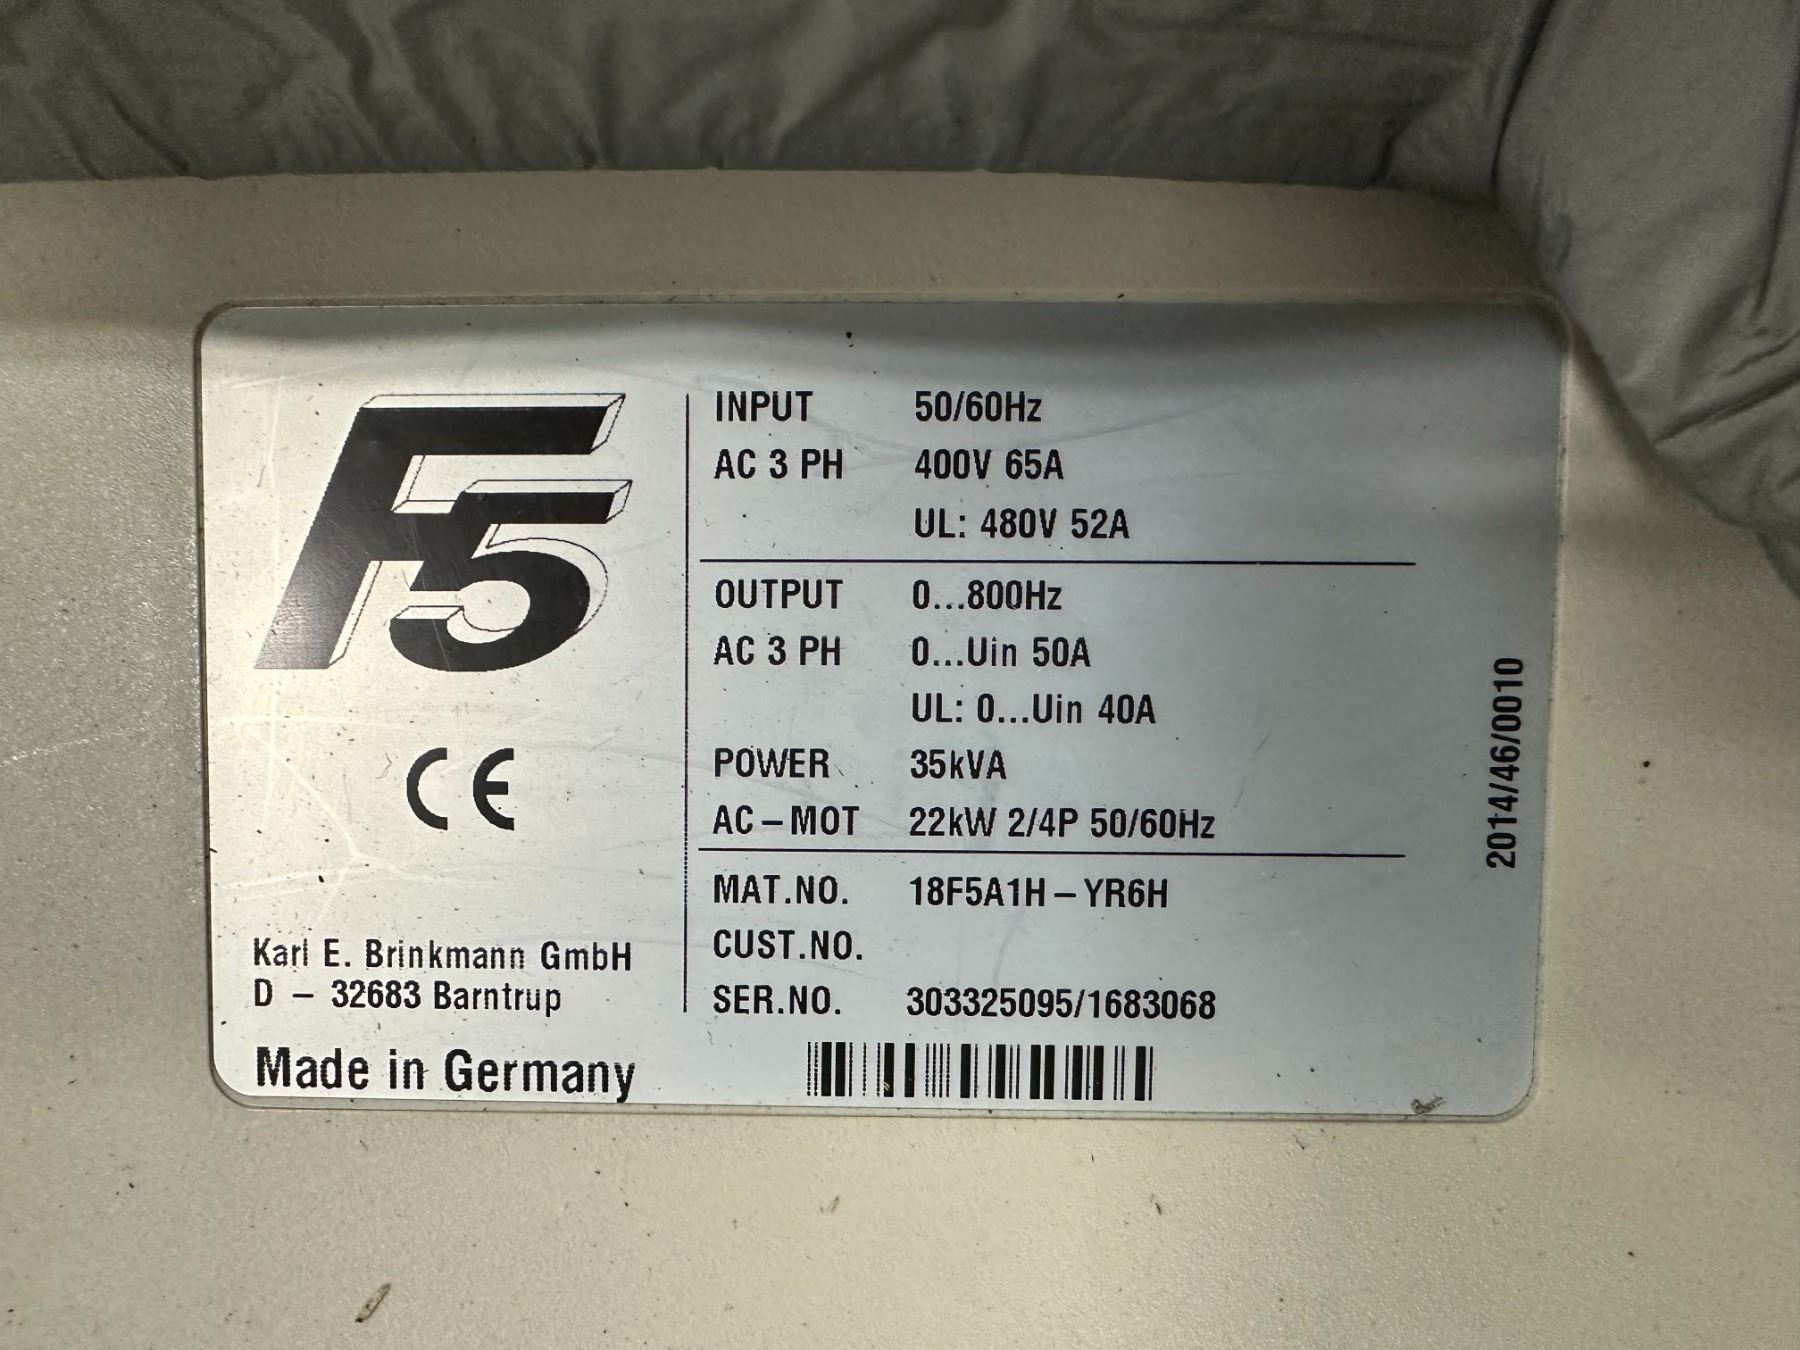 F5
CE
Karl E. Brinkmann GmbH
D – 32683 Barntrup
Made in Germany
INPUT 50/60Hz
AC 3 PH 400V 65A
UL: 480V 52A
OUTPUT 0...800Hz
AC 3 PH 0...Uin 50A
UL: 0...Uin 40A
POWER 35kVA
AC–MOT 22kW 2/4P 50/60Hz
MAT.NO. 18F5A1H–YR6H
CUST.NO.
SER.NO. 303325095/1683068
2014/46/0010